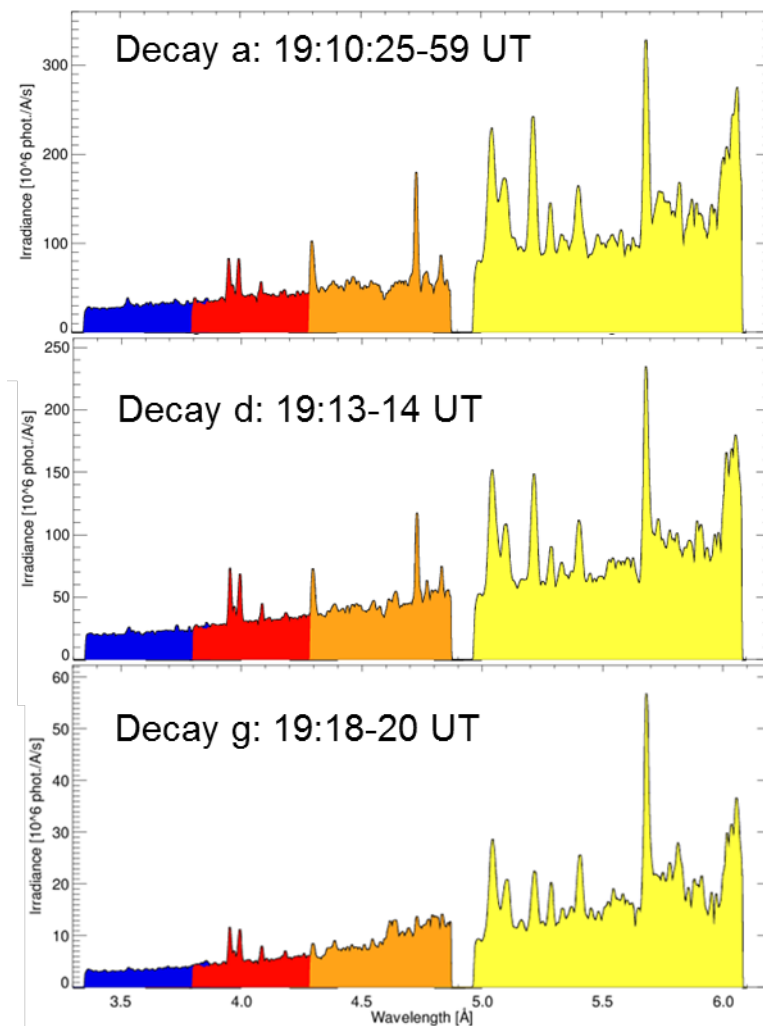 Decay a: 19:10:25-59 UT
Irradiance [10^6 phot./A/s]
300
200
100
0
Decay d: 19:13-14 UT
Irradiance [10^6 phot./A/s]
250
200
150
100
50
0
Decay g: 19:18-20 UT
Irradiance [10^6 phot./A/s]
60
50
40
30
20
10
0
3.5 4.0 4.5 5.0 5.5 6.0
Wavelength [Å]